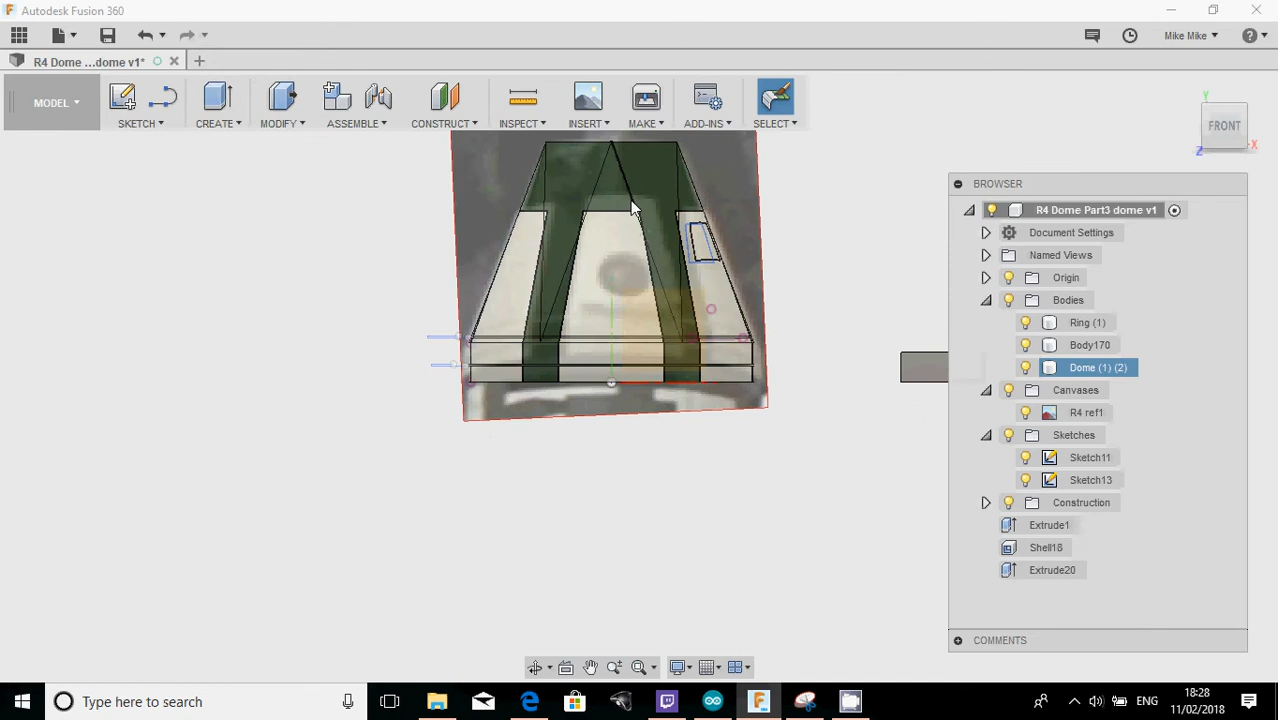 Autodesk Fusion 360
Mike Mike
R4 Dome ...dome v1*
MODEL
SKETCH
CREATE
MODIFY
ASSEMBLE
CONSTRUCT
INSPECT
INSERT
MAKE
ADD-INS
SELECT
Y
FRONT
X
Z
BROWSER
R4 Dome Part3 dome v1
Document Settings
Named Views
Origin
Bodies
Ring (1)
Body170
Dome (1) (2)
Canvases
R4 ref1
Sketches
Sketch11
Sketch13
Construction
Extrude1
Shell18
Extrude20
COMMENTS
Type here to search
ENG
18:28
11/02/2018